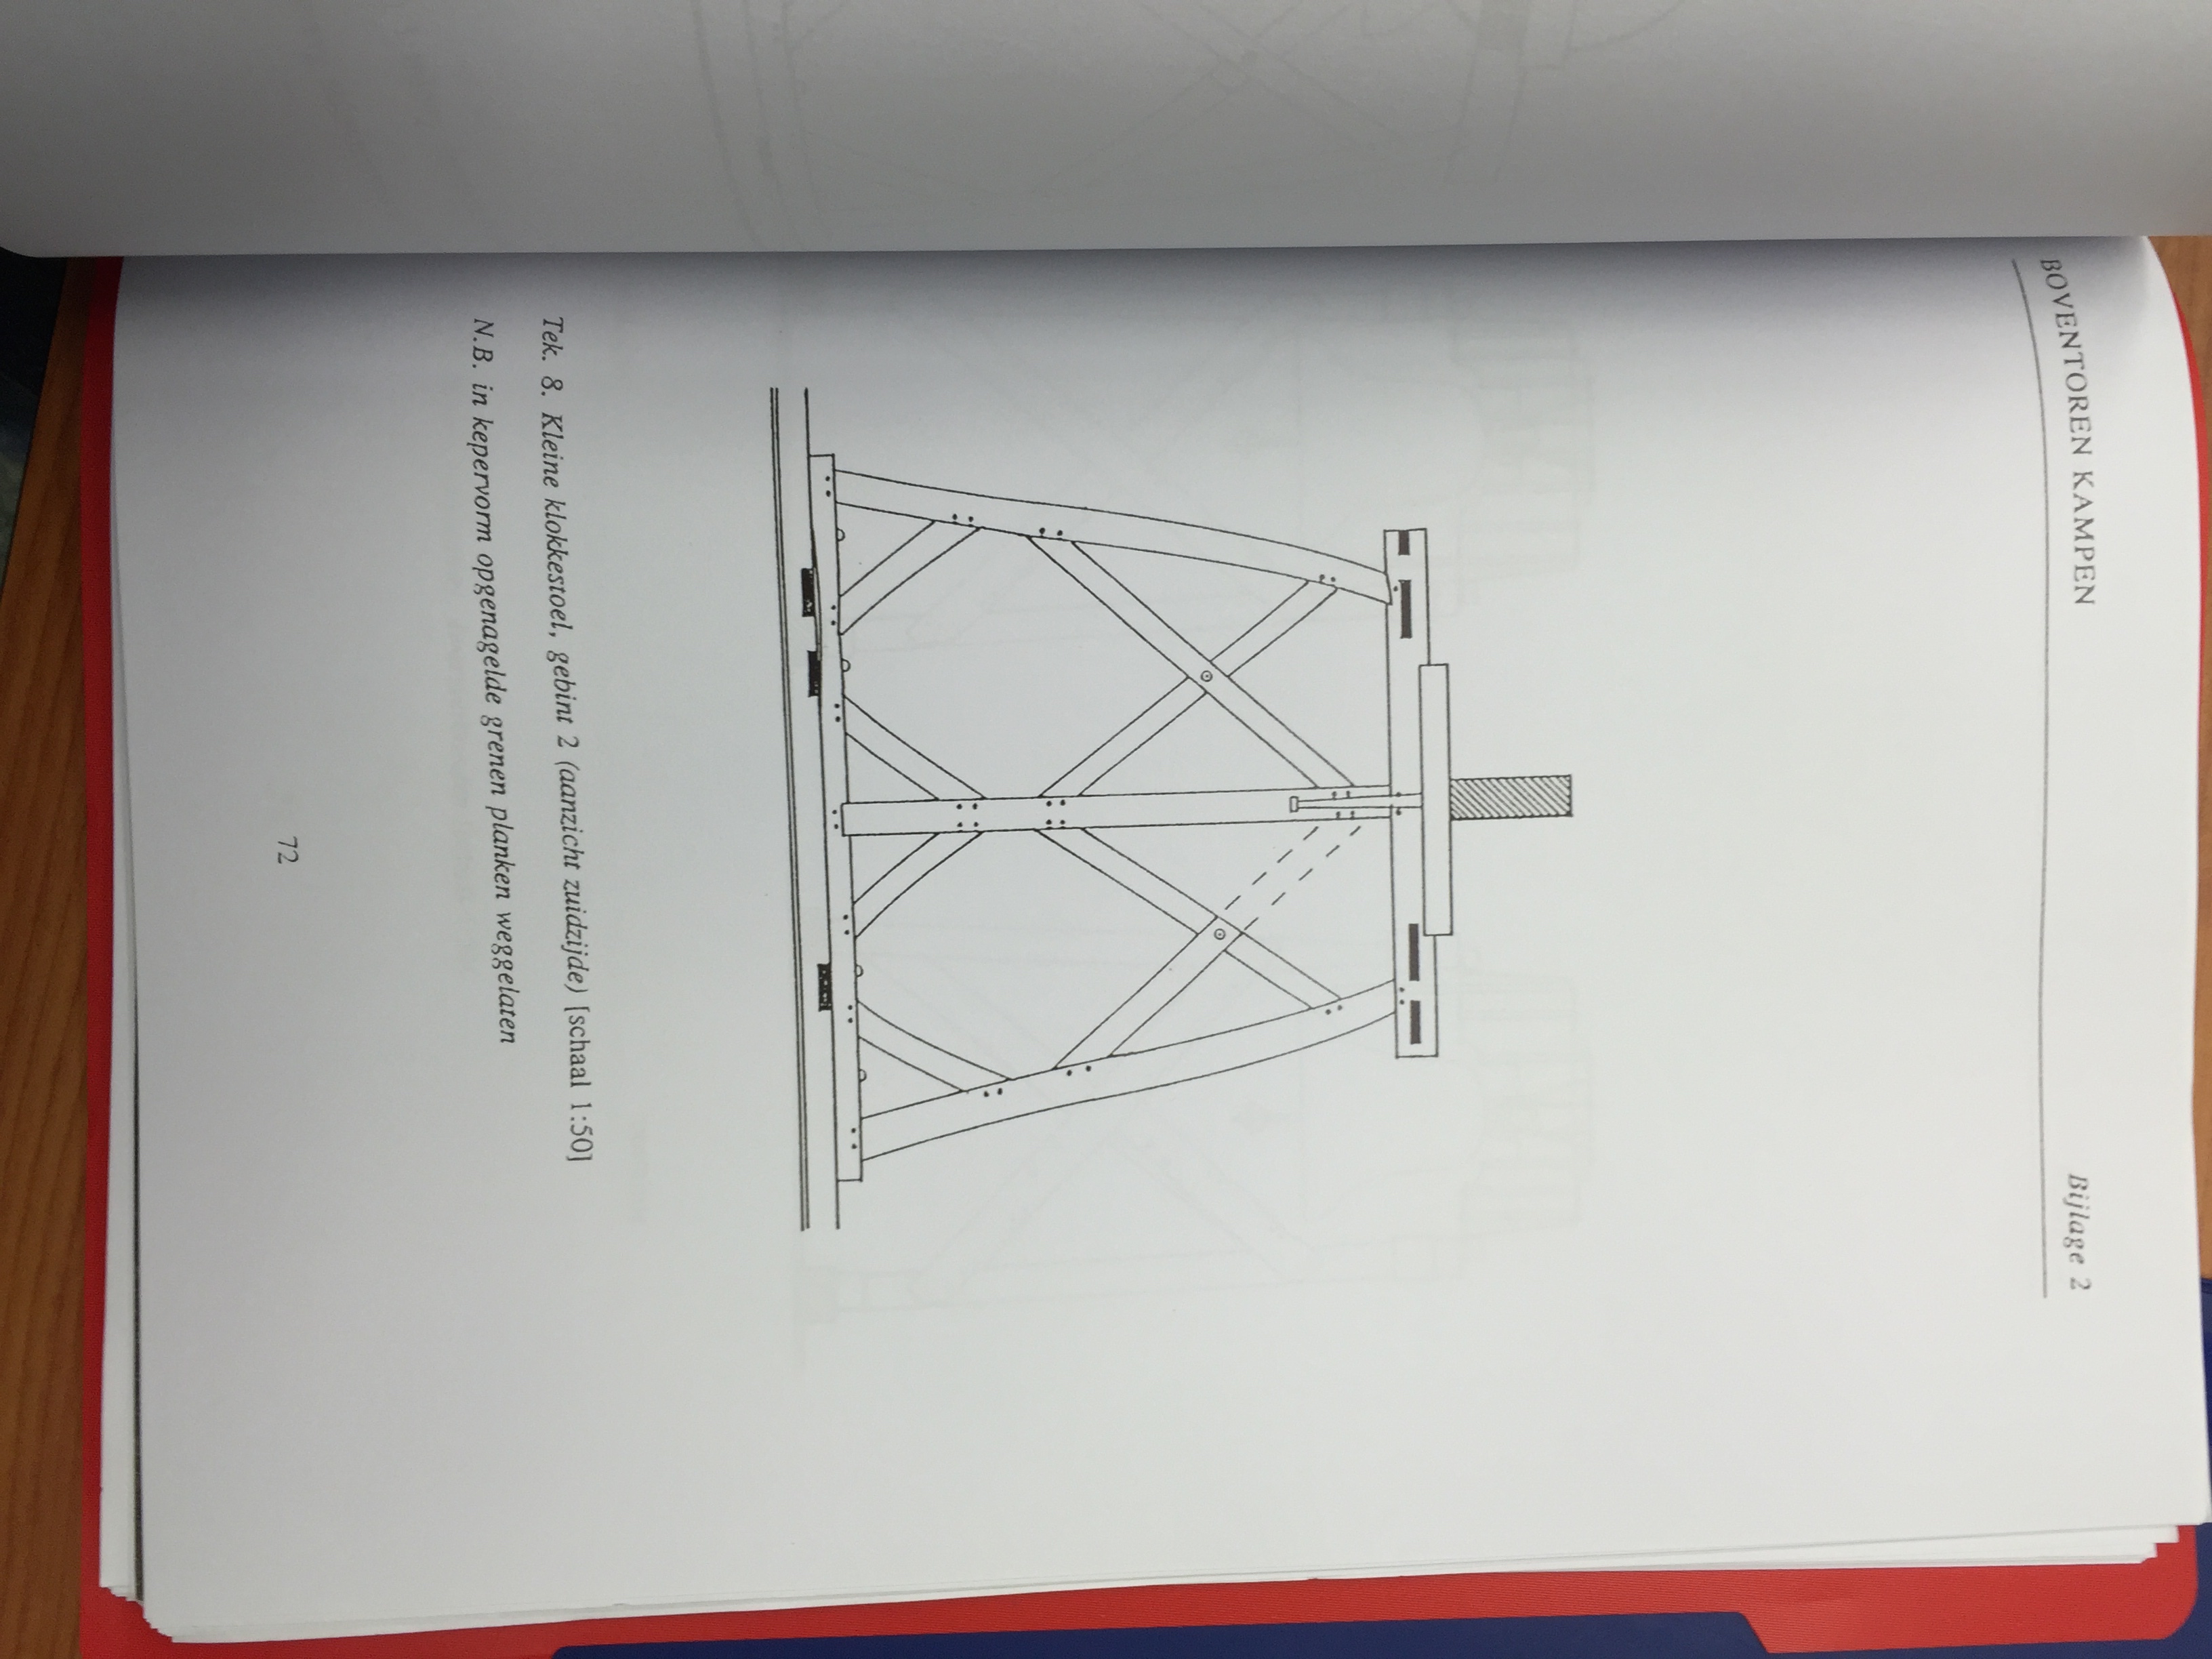 BOVENTOREN KAMPEN Bijlage 2
Tek. 8. Kleine klokkestoel, gebint 2 (aanzicht zuidzijde) [schaal 1:50]
N.B. in kepervorm opgenagelde grenen planken weggelaten
72